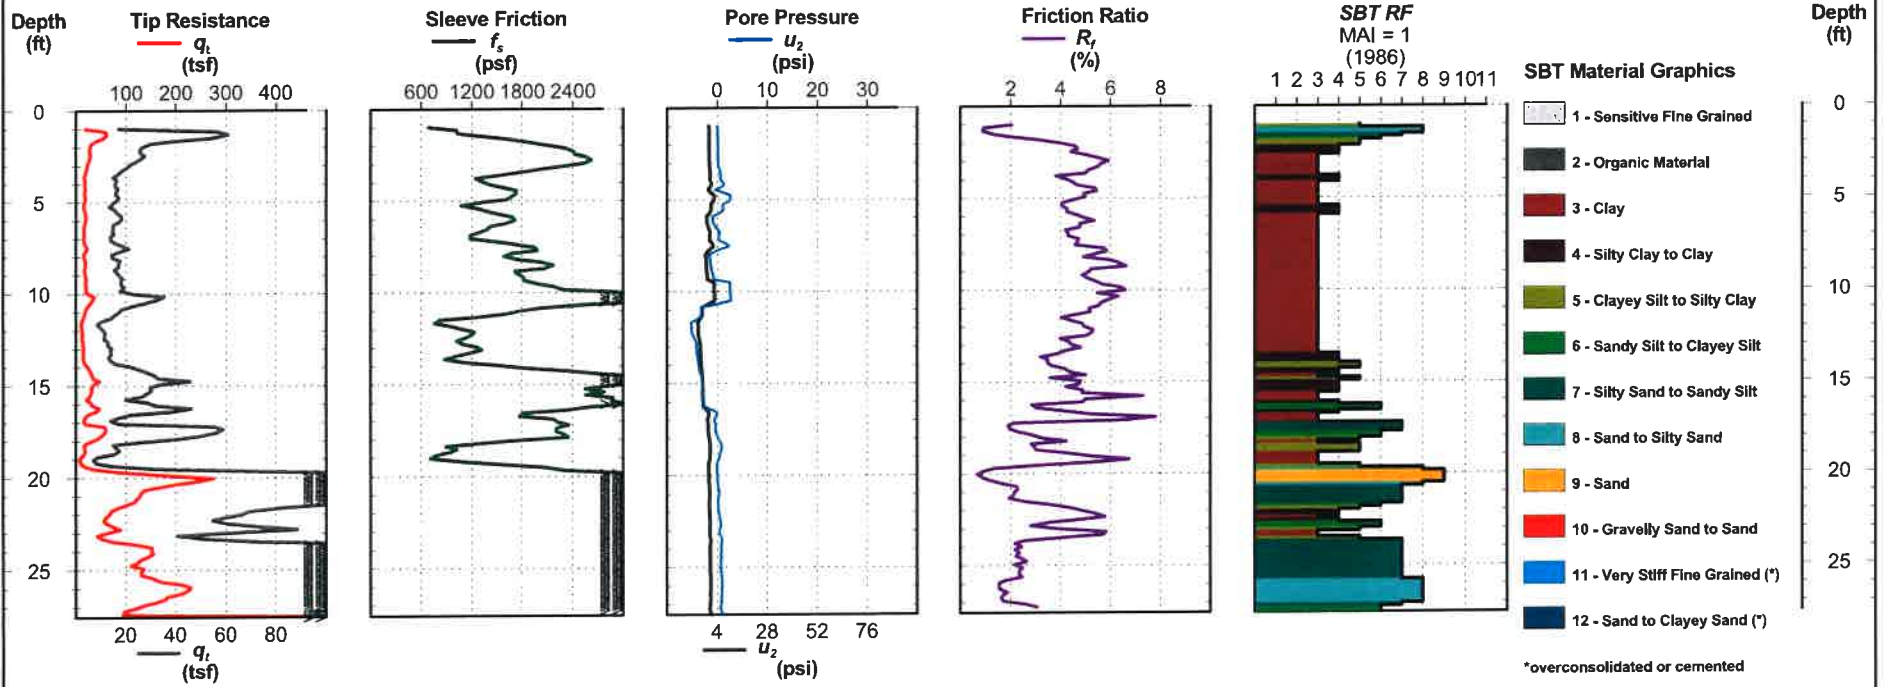 Depth
(ft)
Tip Resistance
qt
(tsf)
100 200 300 400
0
5
10
15
20
25
20 40 60 80
qt
(tsf)
Sleeve Friction
fs
(psf)
600 1200 1800 2400
Pore Pressure
u2
(psi)
0 10 20 30
4 28 52 76
u2
(psi)
Friction Ratio
Rf
(%)
2 4 6 8
SBT RF
MAI = 1
(1986)
1 2 3 4 5 6 7 8 9 1011
SBT Material Graphics
1 - Sensitive Fine Grained
2 - Organic Material
3 - Clay
4 - Silty Clay to Clay
5 - Clayey Silt to Silty Clay
6 - Sandy Silt to Clayey Silt
7 - Silty Sand to Sandy Silt
8 - Sand to Silty Sand
9 - Sand
10 - Gravelly Sand to Sand
11 - Very Stiff Fine Grained (*)
12 - Sand to Clayey Sand (*)
*overconsolidated or cemented
Depth
(ft)
0
5
10
15
20
25